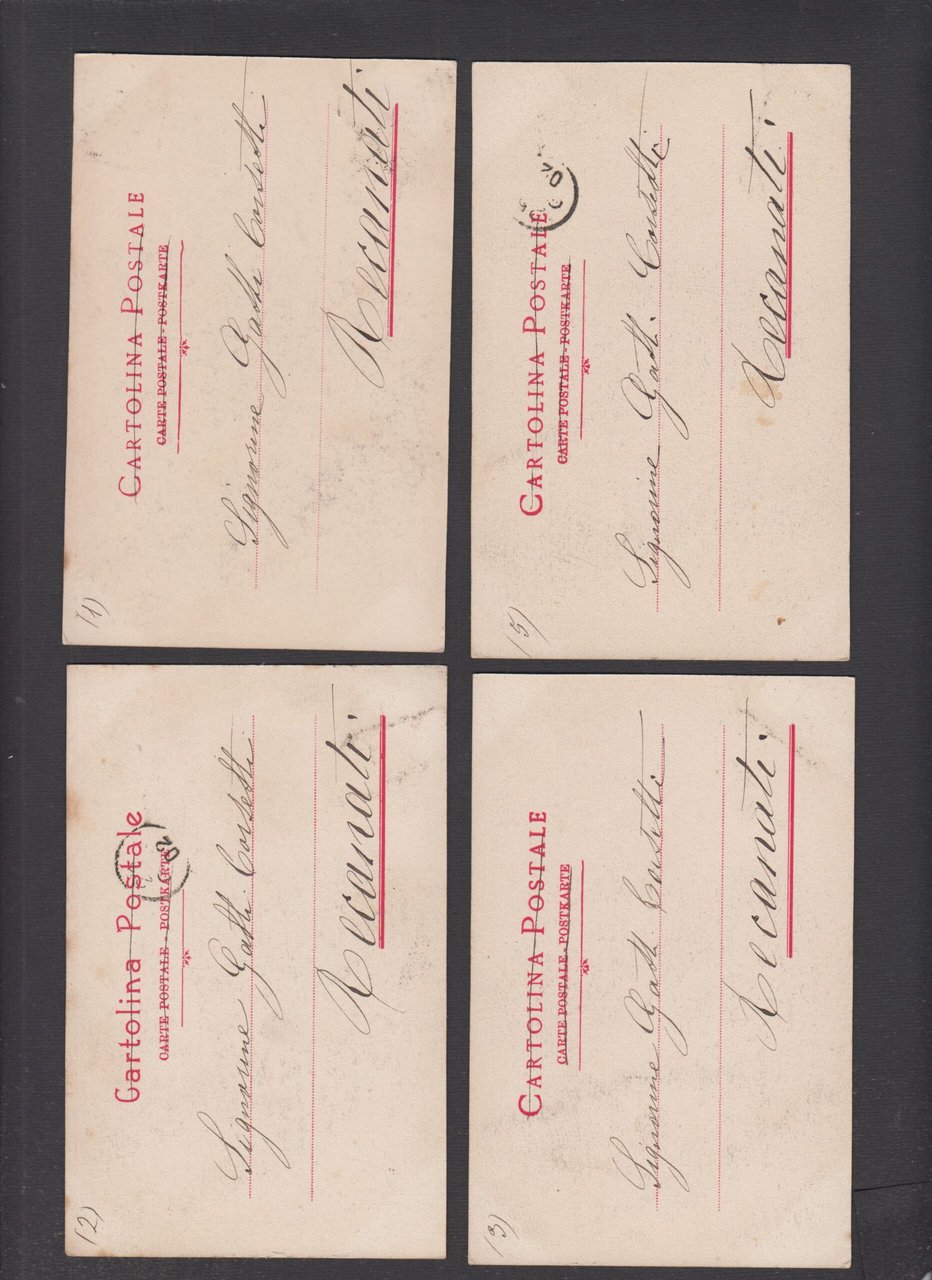 (1)
CARTOLINA POSTALE
CARTE POSTALE - POSTKARTE
Signorine Gatti Corsetti
Recanati
(5)
CARTOLINA POSTALE
CARTE POSTALE - POSTKARTE
Signorine Gatti Corsetti
Recanati
(2)
Cartolina Postale
CARTE POSTALE - POSTKARTE
02
Signorine Gatti Corsetti
Recanati
(3)
CARTOLINA POSTALE
CARTE POSTALE - POSTKARTE
Signorine Gatti Corsetti
Recanati